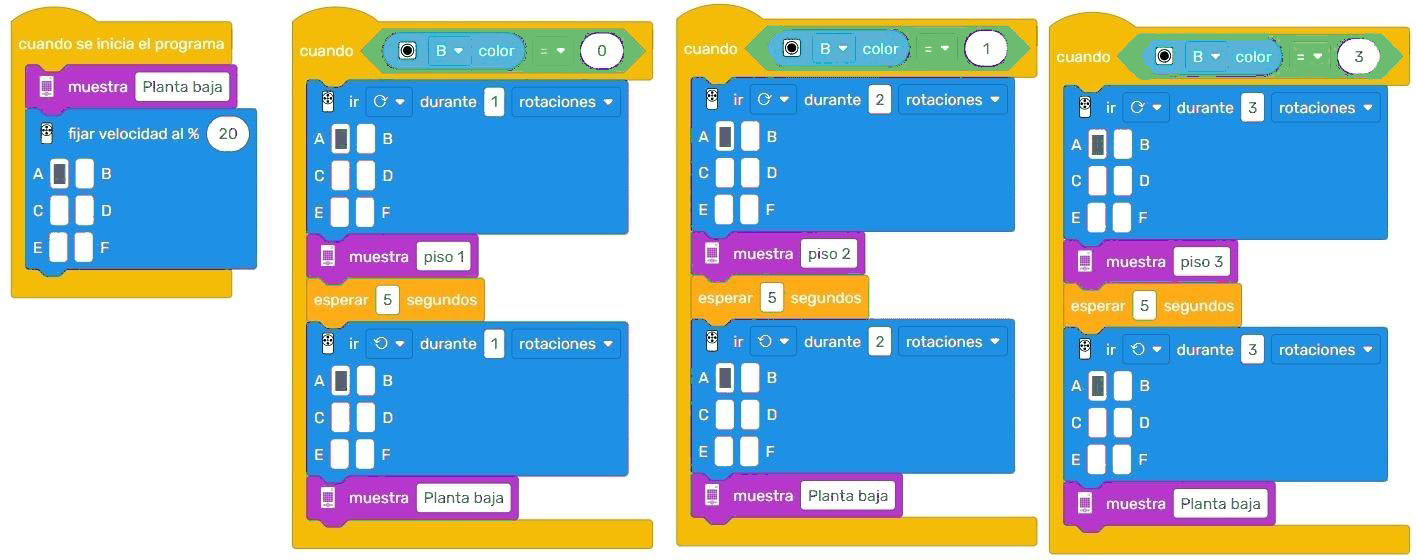 cuando se inicia el programa
muestra Planta baja
fijar velocidad al % 20
A B
C D
E F
cuando B color = 0
ir durante 1 rotaciones
A B
C D
E F
muestra piso 1
esperar 5 segundos
ir durante 1 rotaciones
A B
C D
E F
muestra Planta baja
cuando B color = 1
ir durante 2 rotaciones
A B
C D
E F
muestra piso 2
esperar 5 segundos
ir durante 2 rotaciones
A B
C D
E F
muestra Planta baja
cuando B color = 3
ir durante 3 rotaciones
A B
C D
E F
muestra piso 3
esperar 5 segundos
ir durante 3 rotaciones
A B
C D
E F
muestra Planta baja